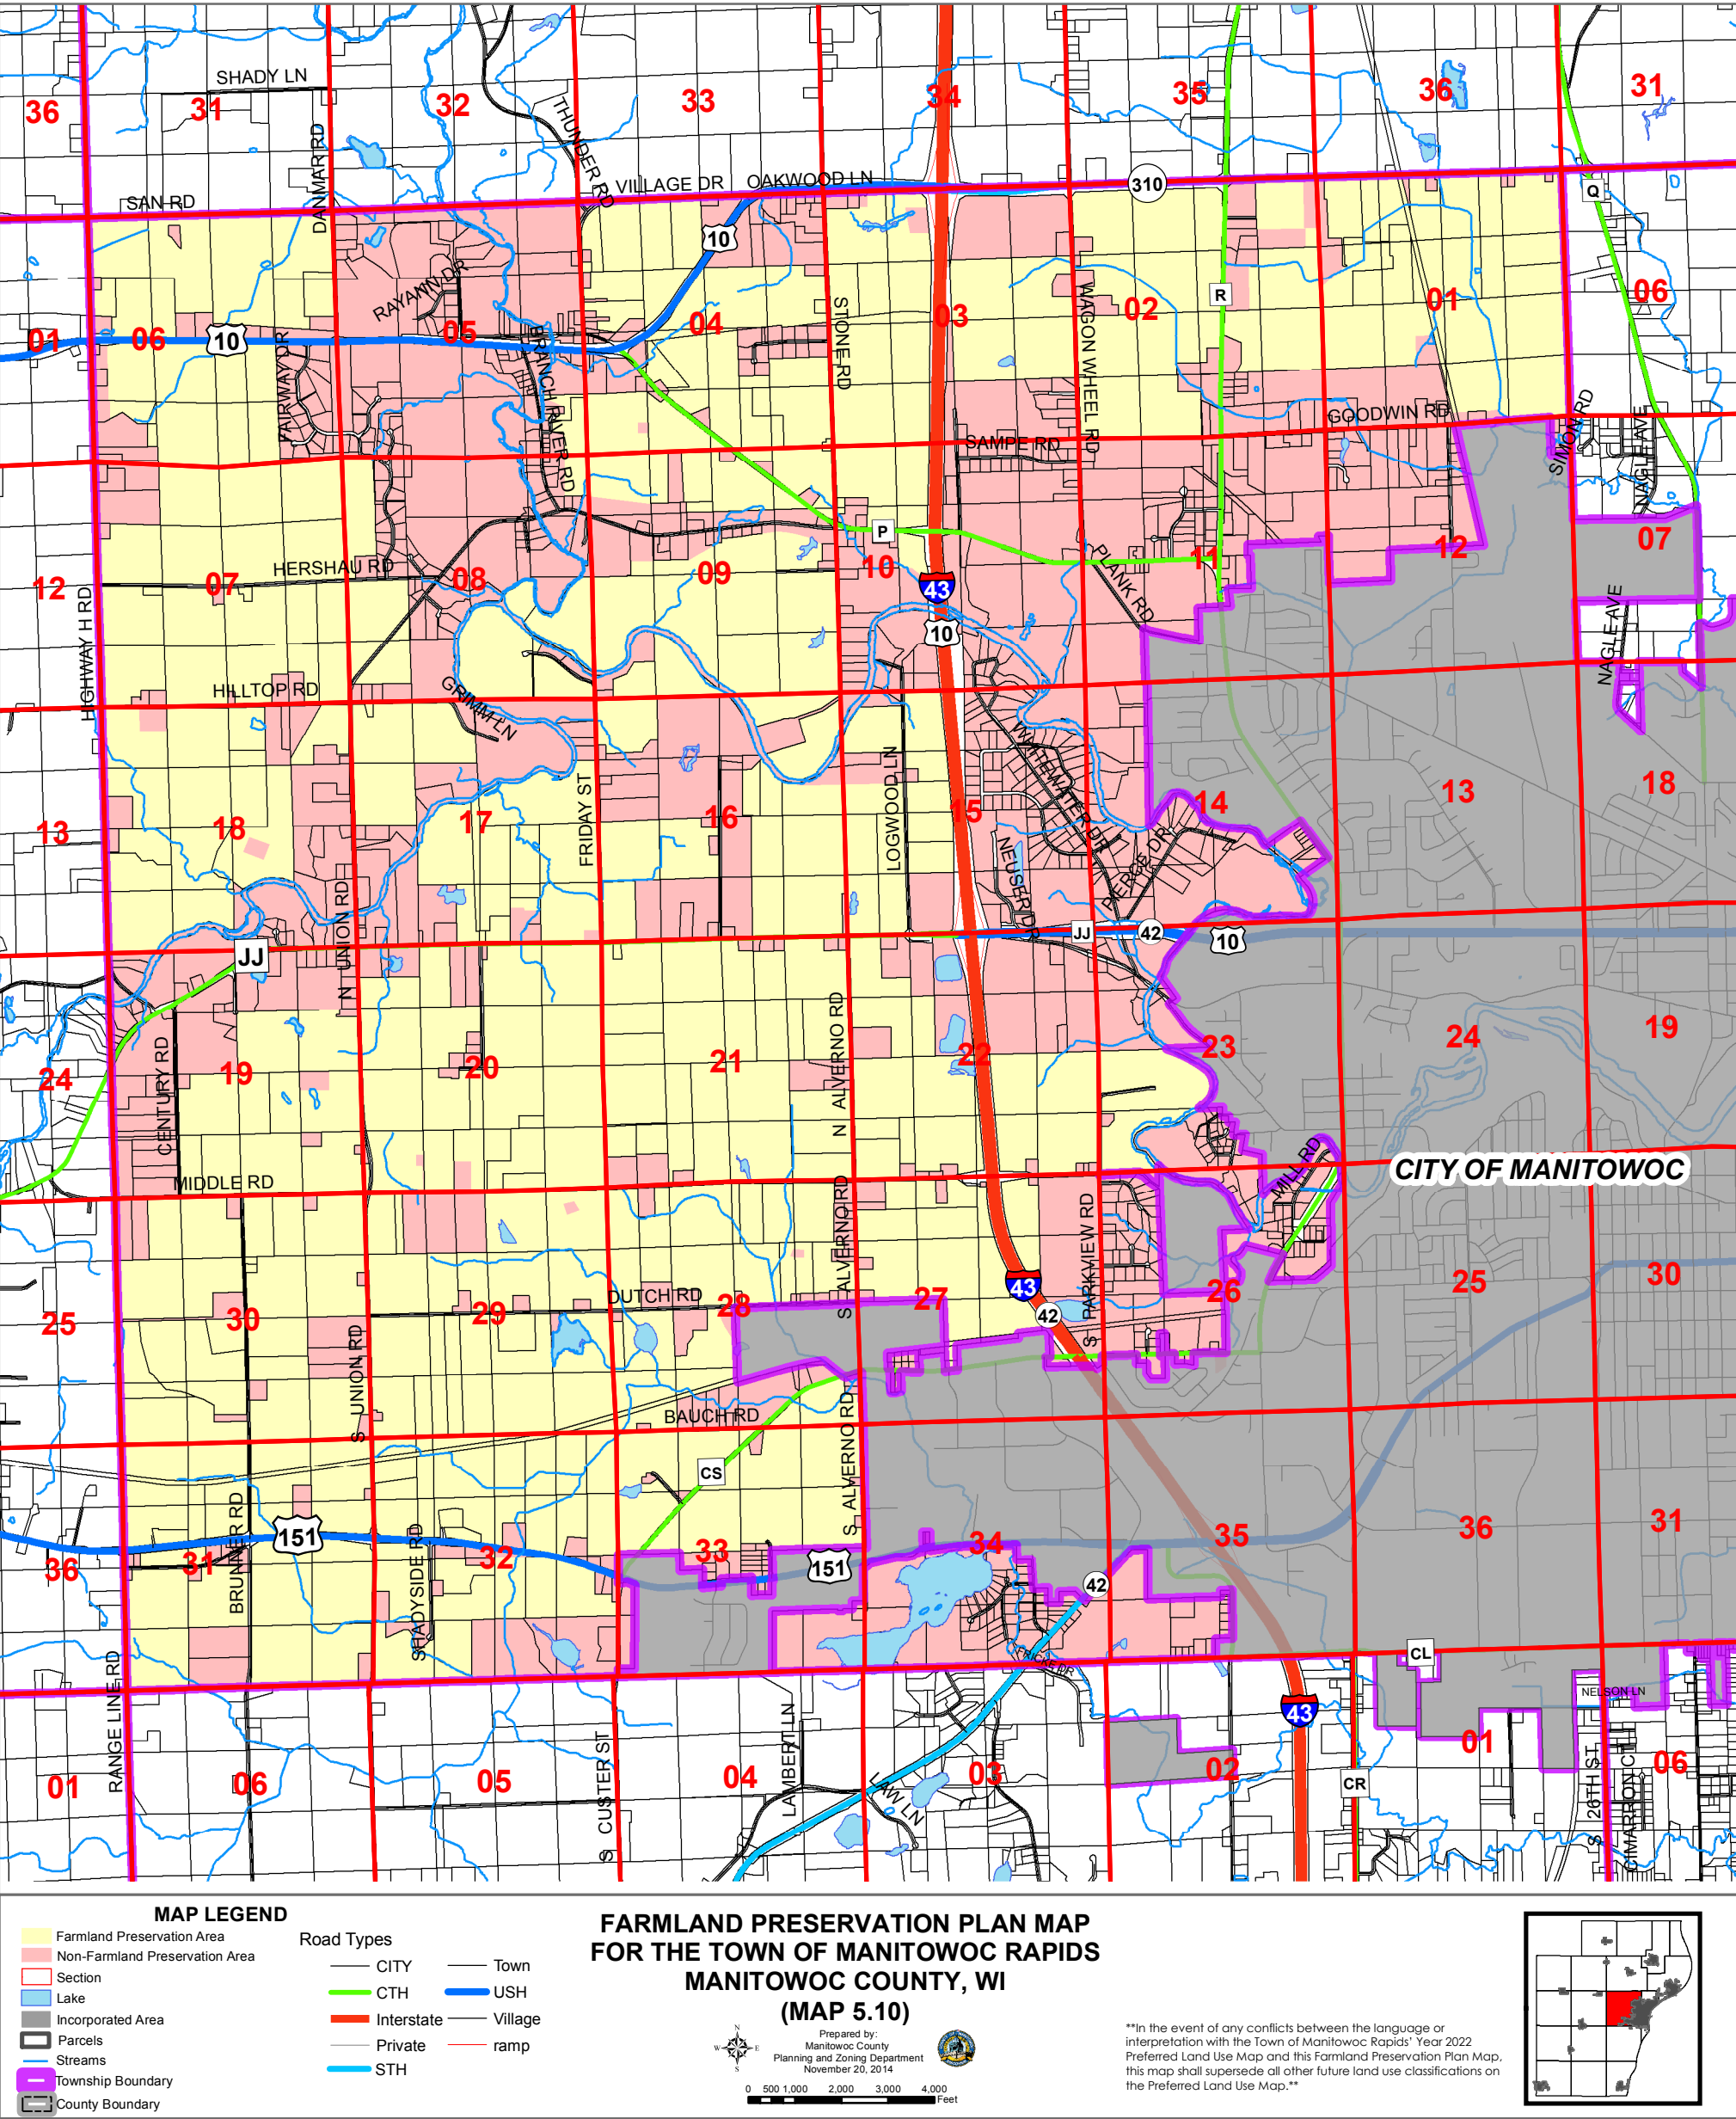 SHADY LN
36
31
32
33
34
35
36
31
THUNDER RD
DANMAR RD
VILLAGE DR
OAKWOOD LN
310
Q
SAN RD
10
RAYANN DR
R
01
06
10
05
04
STONE RD
03
WAGON WHEEL RD
02
01
06
FAIRWAY DR
BRANCH RIVER RD
GOODWIN RD
SIMON RD
NAGLE AVE
SAMPE RD
P
12
07
HERSHAU RD
08
09
10
43
10
PLANK RD
11
12
07
NAGLE AVE
HIGHWAY H RD
HILLTOP RD
GRIMM LN
13
18
17
FRIDAY ST
16
LOGWOOD LN
15
WHITEWATER DR
NEUSER DR
PIERCE DR
14
13
18
N UNION RD
JJ
JJ
42
10
24
CENTURY RD
19
20
21
N ALVERNO RD
22
23
24
19
MIDDLE RD
MILL RD
CITY OF MANITOWOC
25
30
29
DUTCH RD
28
S ALVERNO RD
27
43
42
S PARKVIEW RD
26
25
30
S UNION RD
BAUCH RD
CS
S ALVERNO RD
36
31
BRUNNER RD
151
SHADYSIDE RD
32
33
151
34
42
35
36
31
RANGE LINE RD
FRICKE DR
CL
NELSON LN
01
06
05
S CUSTER ST
04
LAMBERT LN
LAW LN
03
02
43
CR
01
S 26TH ST
CIMARRON CT
06
MAP LEGEND
Farmland Preservation Area
Non-Farmland Preservation Area
Section
Lake
Incorporated Area
Parcels
Streams
Township Boundary
County Boundary
Road Types
CITY
Town
CTH
USH
Interstate
Village
Private
ramp
STH
FARMLAND PRESERVATION PLAN MAP
FOR THE TOWN OF MANITOWOC RAPIDS
MANITOWOC COUNTY, WI
(MAP 5.10)
N
W
E
S
Prepared by:
Manitowoc County
Planning and Zoning Department
November 20, 2014
0 500 1,000 2,000 3,000 4,000
Feet
**In the event of any conflicts between the language or
interpretation with the Town of Manitowoc Rapids' Year 2022
Preferred Land Use Map and this Farmland Preservation Plan Map,
this map shall supersede all other future land use classifications on
the Preferred Land Use Map.**